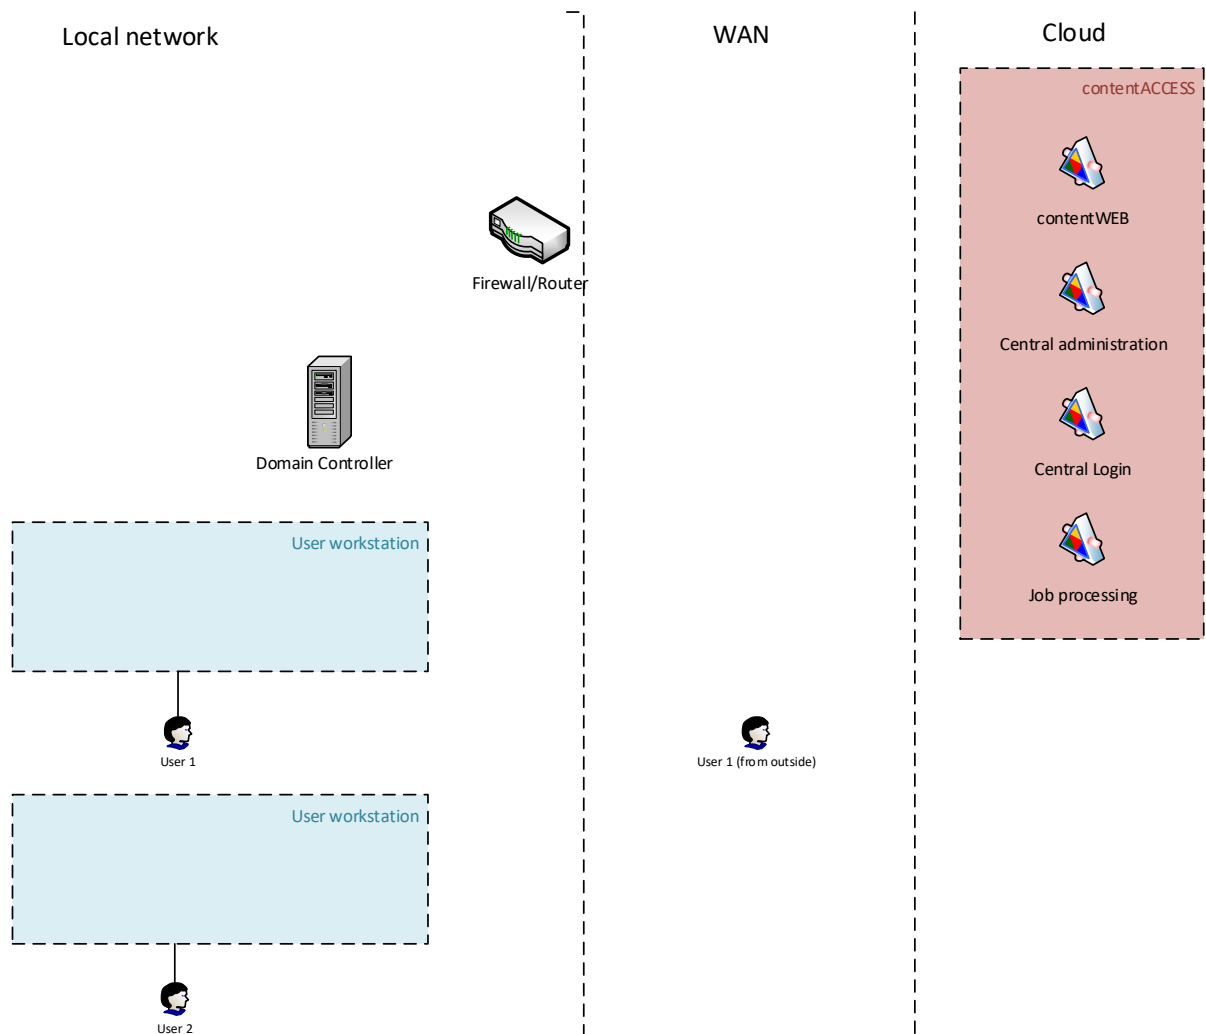 Local network
WAN
Cloud
contentACCESS
contentWEB
Firewall/Router
Central administration
Domain Controller
Central Login
User workstation
Job processing
User 1
User 1 (from outside)
User workstation
User 2